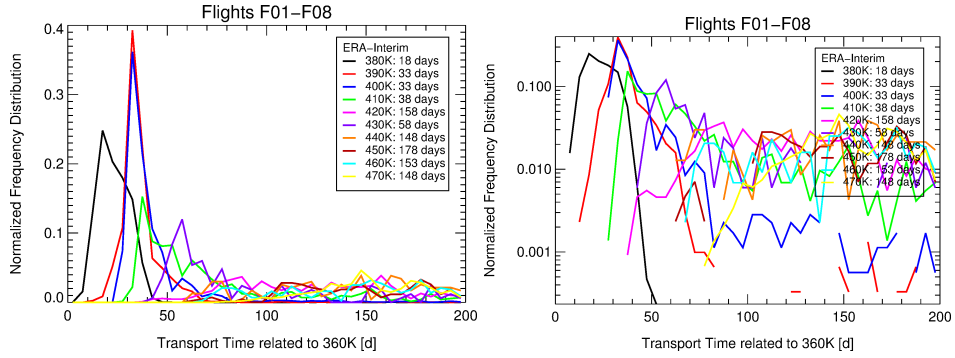 Flights F01−F08
Normalized Frequency Distribution
0.4
0.3
0.2
0.1
0.0
ERA−Interim
380K: 18 days
390K: 33 days
400K: 33 days
410K: 38 days
420K: 158 days
430K: 58 days
440K: 148 days
450K: 178 days
460K: 153 days
470K: 148 days
0
50
100
150
200
Transport Time related to 360K [d]
Flights F01−F08
Normalized Frequency Distribution
0.100
0.010
0.001
ERA−Interim
380K: 18 days
390K: 33 days
400K: 33 days
410K: 38 days
420K: 158 days
430K: 58 days
440K: 148 days
450K: 178 days
460K: 153 days
470K: 148 days
0
50
100
150
200
Transport Time related to 360K [d]